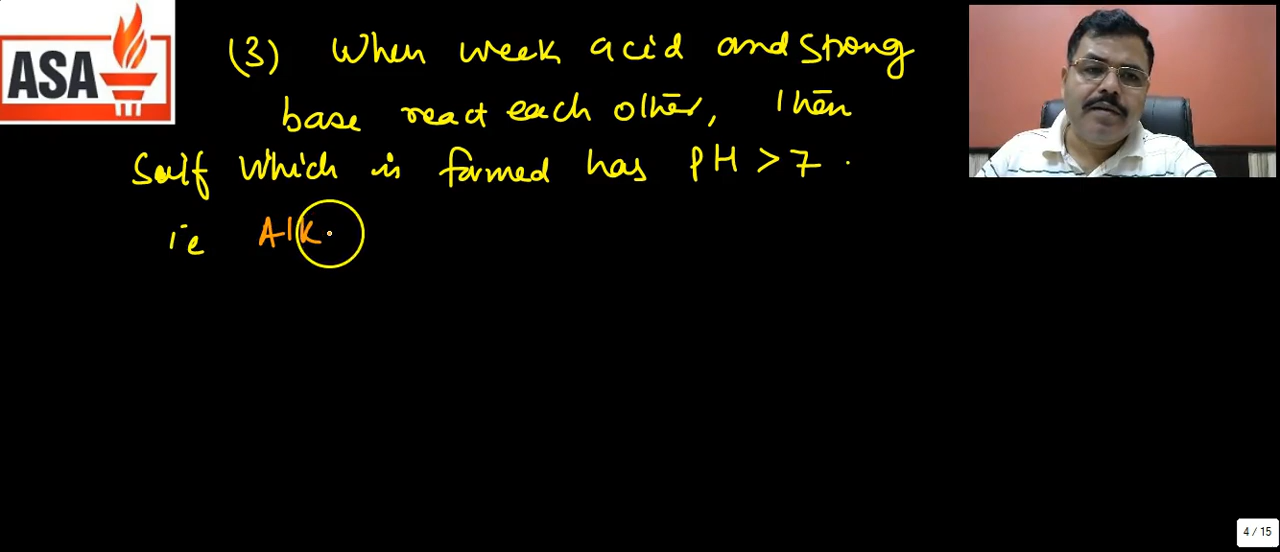 ASA
(3) When week acid and strong
base react each other, then
Salt which is formed has PH > 7 .
i.e Alk
4 / 15